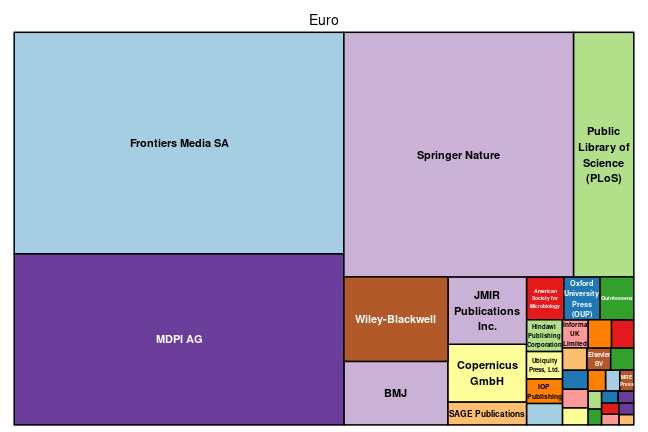 Euro
Frontiers Media SA
Springer Nature
Public
Library of
Science
(PLoS)
MDPI AG
Wiley-Blackwell
BMJ
JMIR
Publications
Inc.
Copernicus
GmbH
SAGE Publications
American
Society for
Microbiology
Oxford
University
Press
(OUP)
Quintessenz
Hindawi
Publishing
Corporation
Informa
UK
Limited
Ubiquity
Press, Ltd.
Elsevier
BV
IOP
Publishing
MRE
Press